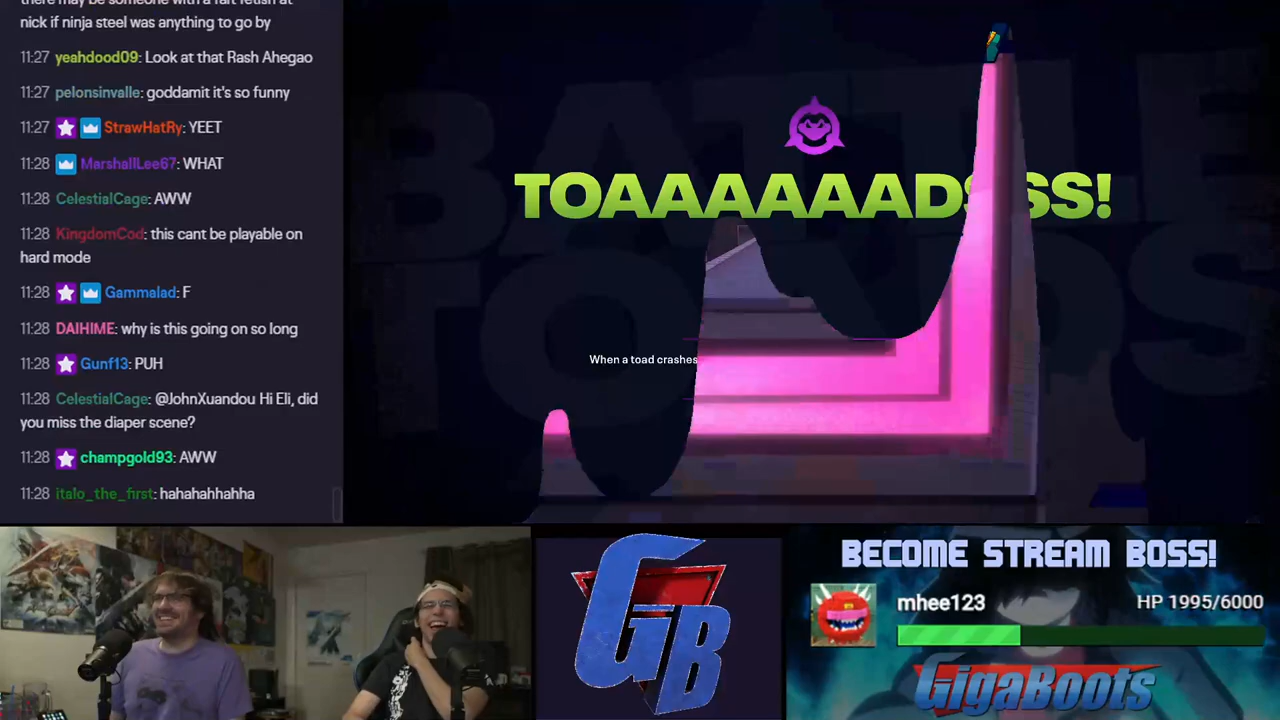 there may be someone with a fart fetish at
nick if ninja steel was anything to go by
11:27 yeahdood09: Look at that Rash Ahegao
11:27 pelonsinvalle: goddamit it's so funny
11:27 StrawHatRy: YEET
11:28 MarshallLee67: WHAT
11:28 CelestialCage: AWW
11:28 KingdomCod: this cant be playable on
hard mode
11:28 Gammalad: F
11:28 DAIHIME: why is this going on so long
11:28 Gunf13: PUH
11:28 CelestialCage: @JohnXuandou Hi Eli, did
you miss the diaper scene?
11:28 champgold93: AWW
11:28 italo_the_first: hahahahhahha
BATTLE
TOADS
TOAAAAAAADSSS!
When a toad crashes
GB
BECOME STREAM BOSS!
mhee123 HP 1995/6000
GigaBoots